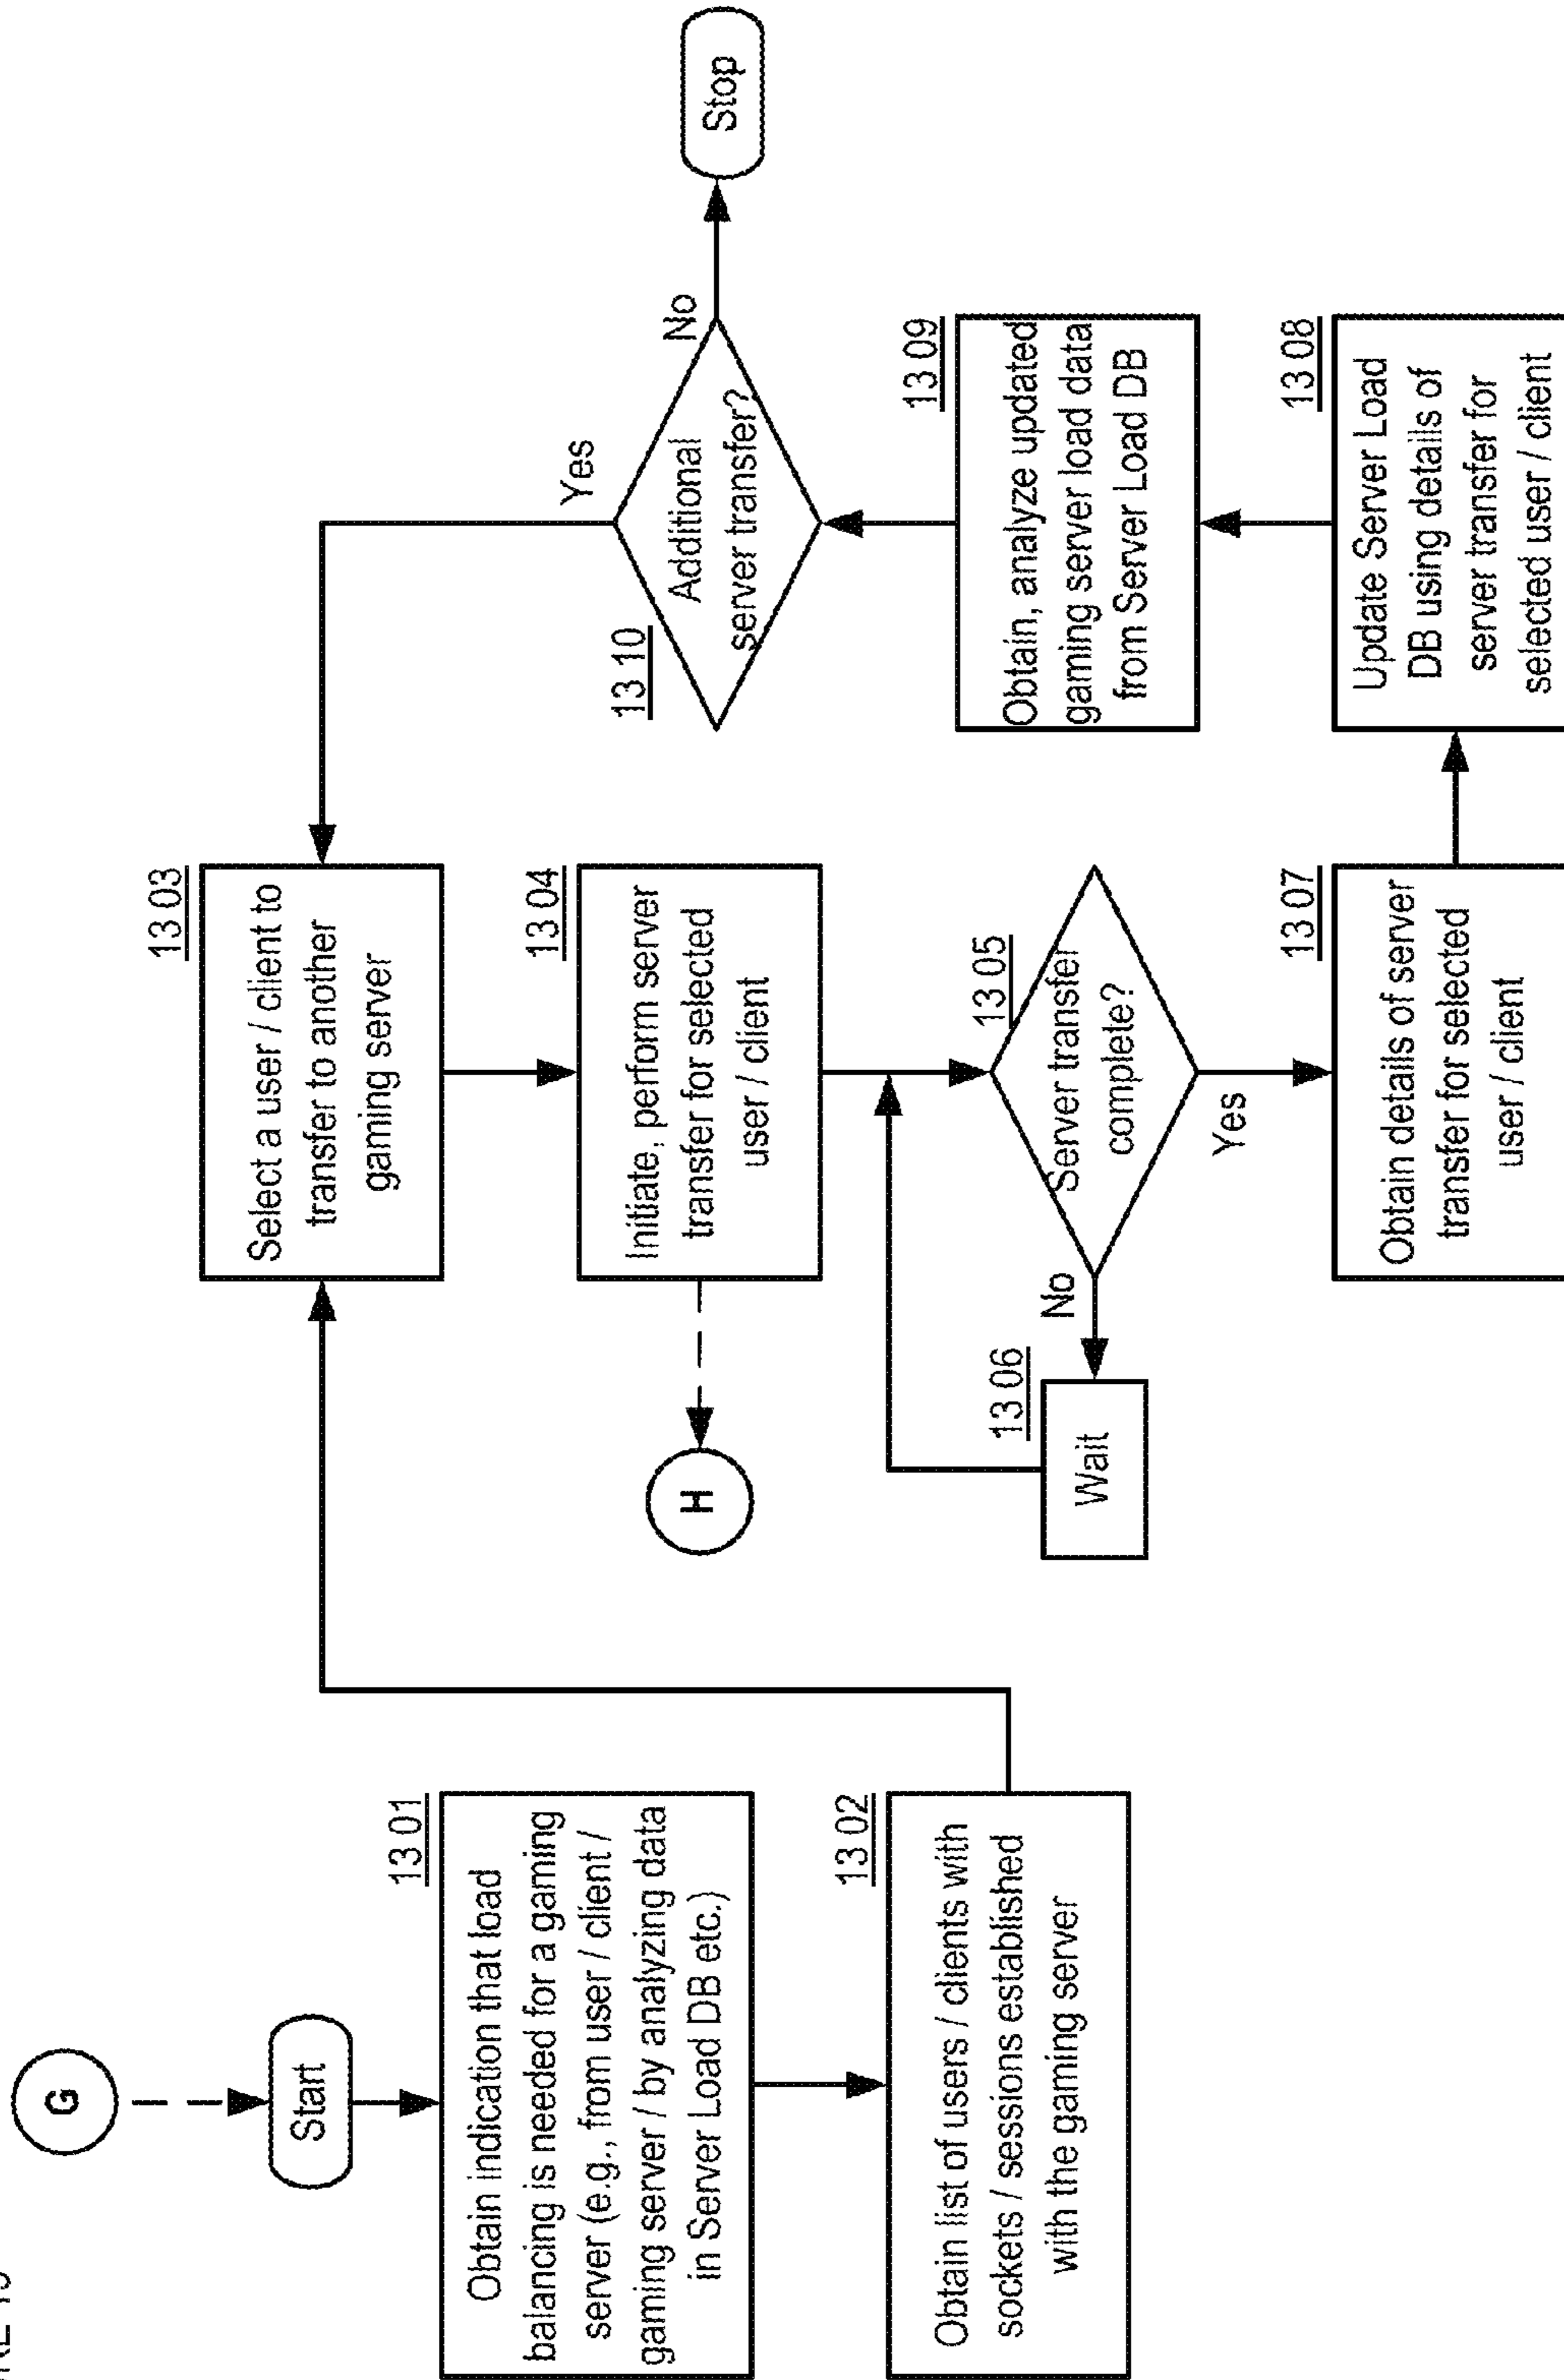 G
Start
13 01
Obtain indication that load
balancing is needed for a gaming
server (e.g., from user / client /
gaming server / by analyzing data
in Server Load DB etc.)
13 02
Obtain list of users / clients with
sockets / sessions established
with the gaming server
13 03
Select a user / client to
transfer to another
gaming server
13 04
Initiate, perform server
transfer for selected
user / client
H
13 05
Server transfer
complete?
No
Yes
13 06
Wait
13 07
Obtain details of server
transfer for selected
user / client
13 08
Update Server Load
DB using details of
server transfer for
selected user / client
13 09
Obtain, analyze updated
gaming server load data
from Server Load DB
13 10
Additional
server transfer?
Yes
No
Stop